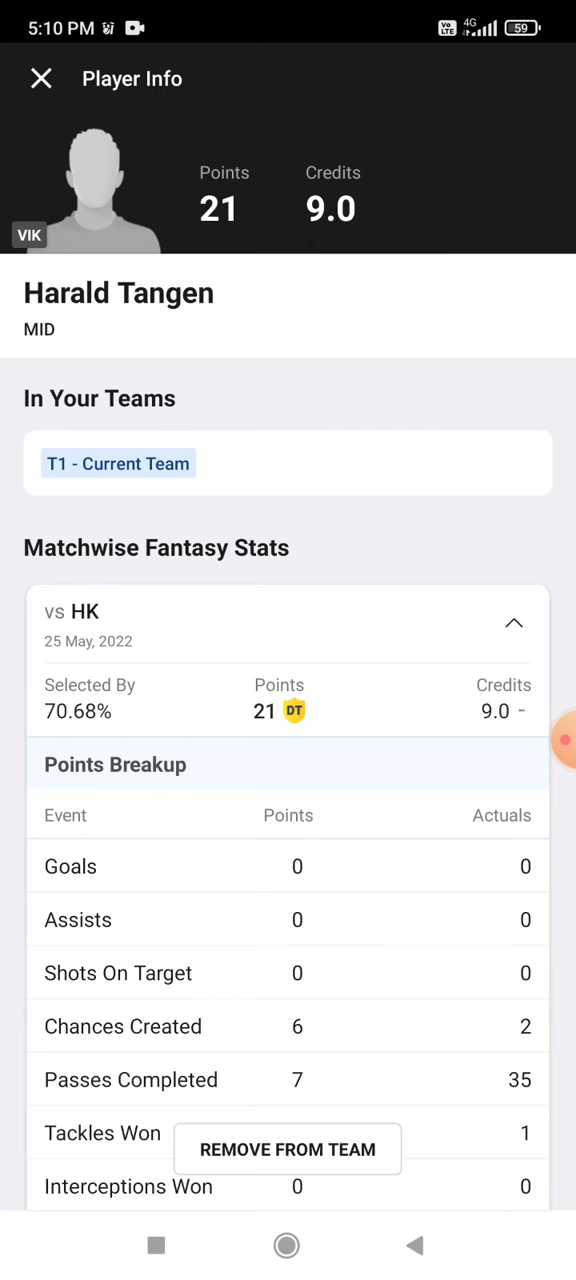 5:10 PM
Vo LTE 4G 59
Player Info
Points Credits
21 9.0
VIK
Harald Tangen
MID
In Your Teams
T1 - Current Team
Matchwise Fantasy Stats
vs HK
25 May, 2022
Selected By Points Credits
70.68% 21 DT 9.0 -
Points Breakup
Event Points Actuals
Goals 0 0
Assists 0 0
Shots On Target 0 0
Chances Created 6 2
Passes Completed 7 35
Tackles Won 1
REMOVE FROM TEAM
Interceptions Won 0 0